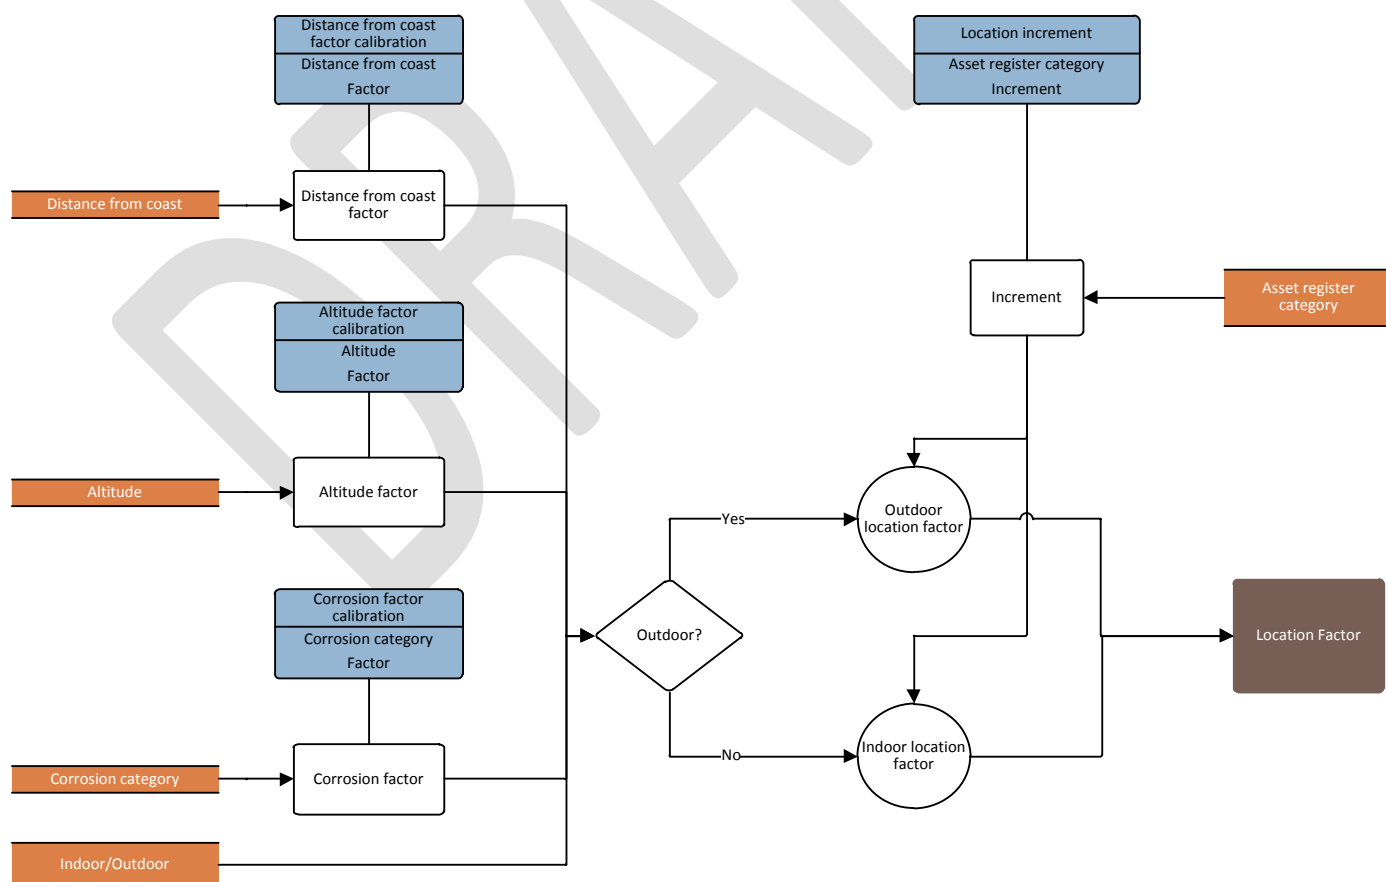 Distance from coast
factor calibration
Distance from coast
Factor
Location increment
Asset register category
Increment
Distance from coast
Distance from coast
factor
Increment
Asset register
category
Altitude factor
calibration
Altitude
Factor
Altitude
Altitude factor
Yes
Outdoor
location factor
Corrosion factor
calibration
Corrosion category
Factor
Outdoor?
Location Factor
No
Indoor location
factor
Corrosion category
Corrosion factor
Indoor/Outdoor